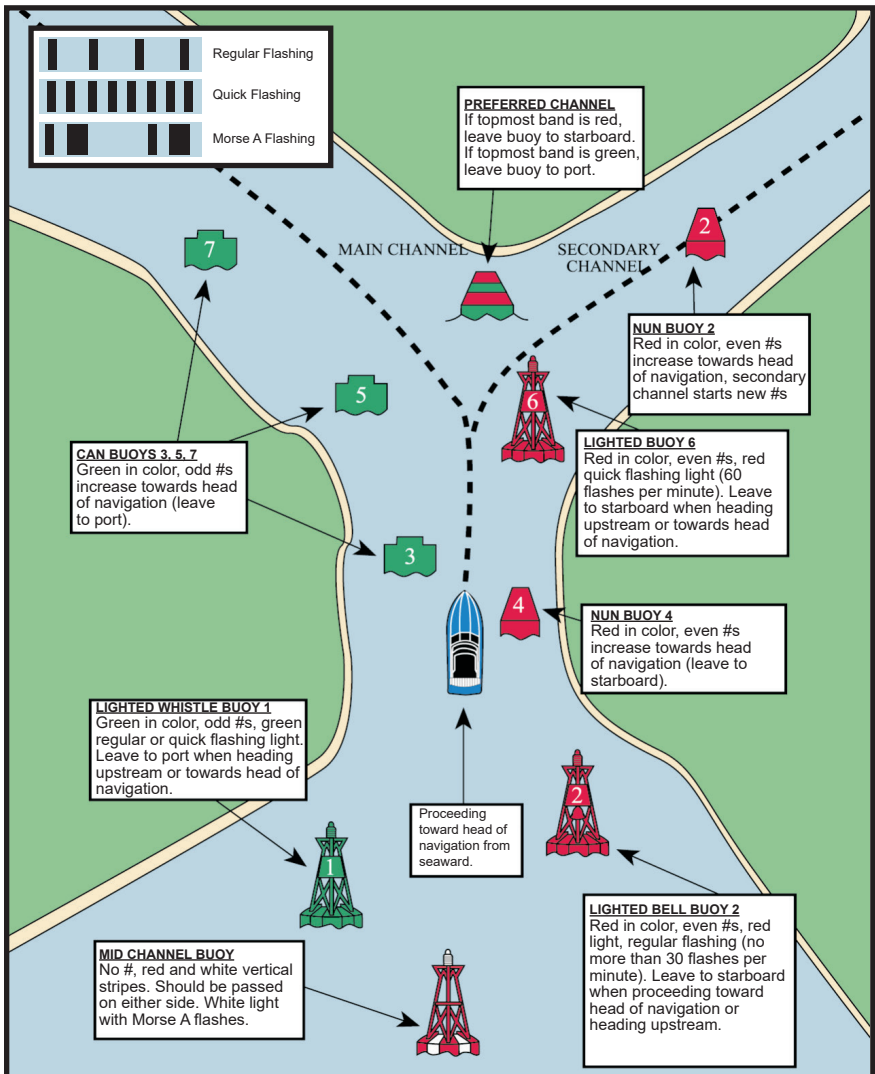 Regular Flashing
Quick Flashing
Morse A Flashing
PREFERRED CHANNEL
If topmost band is red,
leave buoy to starboard.
If topmost band is green,
leave buoy to port.
7
MAIN CHANNEL
SECONDARY
CHANNEL
2
NUN BUOY 2
Red in color, even #s
increase towards head
of navigation, secondary
channel starts new #s
5
6
CAN BUOYS 3, 5, 7
Green in color, odd #s
increase towards head
of navigation (leave
to port).
LIGHTED BUOY 6
Red in color, even #s, red
quick flashing light (60
flashes per minute). Leave
to starboard when heading
upstream or towards head
of navigation.
3
4
NUN BUOY 4
Red in color, even #s
increase towards head
of navigation (leave to
starboard).
LIGHTED WHISTLE BUOY 1
Green in color, odd #s, green
regular or quick flashing light.
Leave to port when heading
upstream or towards head of
navigation.
Proceeding
toward head of
navigation from
seaward.
2
1
LIGHTED BELL BUOY 2
Red in color, even #s, red
light, regular flashing (no
more than 30 flashes per
minute). Leave to starboard
when proceeding toward
head of navigation or
heading upstream.
MID CHANNEL BUOY
No #, red and white vertical
stripes. Should be passed
on either side. White light
with Morse A flashes.